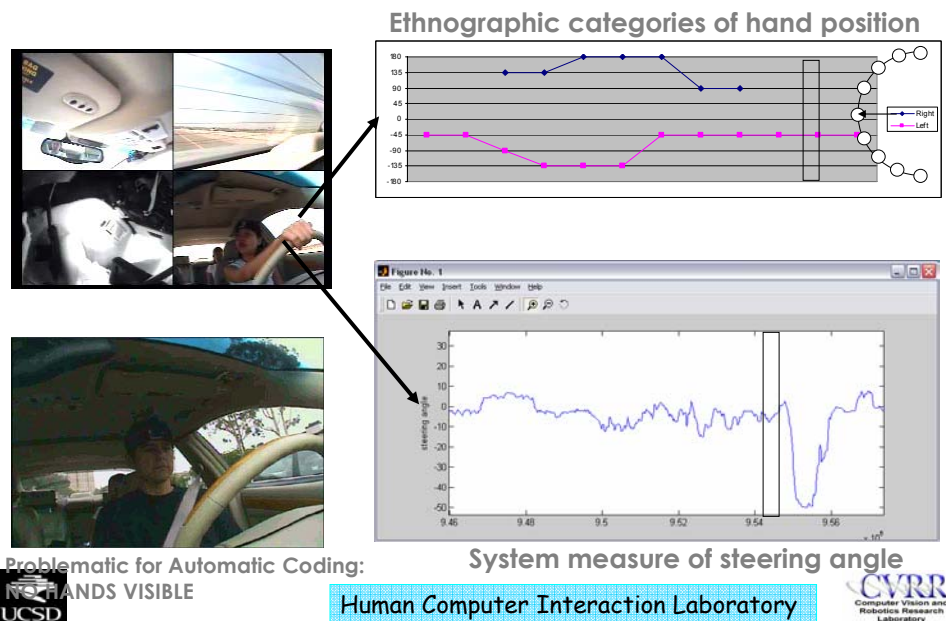 Ethnographic categories of hand position
180
135
90
45
0
-45
-90
-135
-180
Right
Left
BAG
Figure No. 1
File Edit View Insert Tools Window Help
A
steering angle
30
20
10
0
-10
-20
-30
-40
-50
9.46 9.48 9.5 9.52 9.54 9.56
Problematic for Automatic Coding:
NO HANDS VISIBLE
System measure of steering angle
UCSD
Human Computer Interaction Laboratory
CVRR
Computer Vision and
Robotics Research
Laboratory